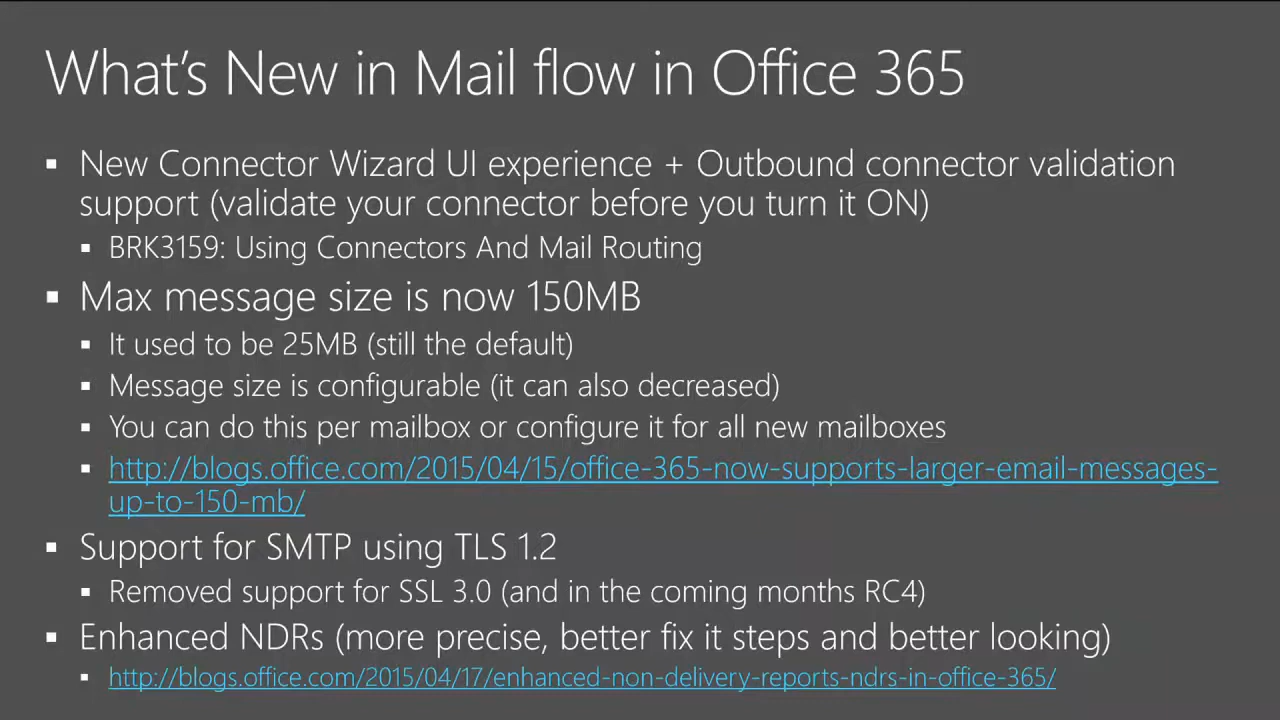 What's New in Mail flow in Office 365
▪ New Connector Wizard UI experience + Outbound connector validation
support (validate your connector before you turn it ON)
▪ BRK3159: Using Connectors And Mail Routing
▪ Max message size is now 150MB
▪ It used to be 25MB (still the default)
▪ Message size is configurable (it can also decreased)
▪ You can do this per mailbox or configure it for all new mailboxes
▪ http://blogs.office.com/2015/04/15/office-365-now-supports-larger-email-messages-
up-to-150-mb/
▪ Support for SMTP using TLS 1.2
▪ Removed support for SSL 3.0 (and in the coming months RC4)
▪ Enhanced NDRs (more precise, better fix it steps and better looking)
▪ http://blogs.office.com/2015/04/17/enhanced-non-delivery-reports-ndrs-in-office-365/